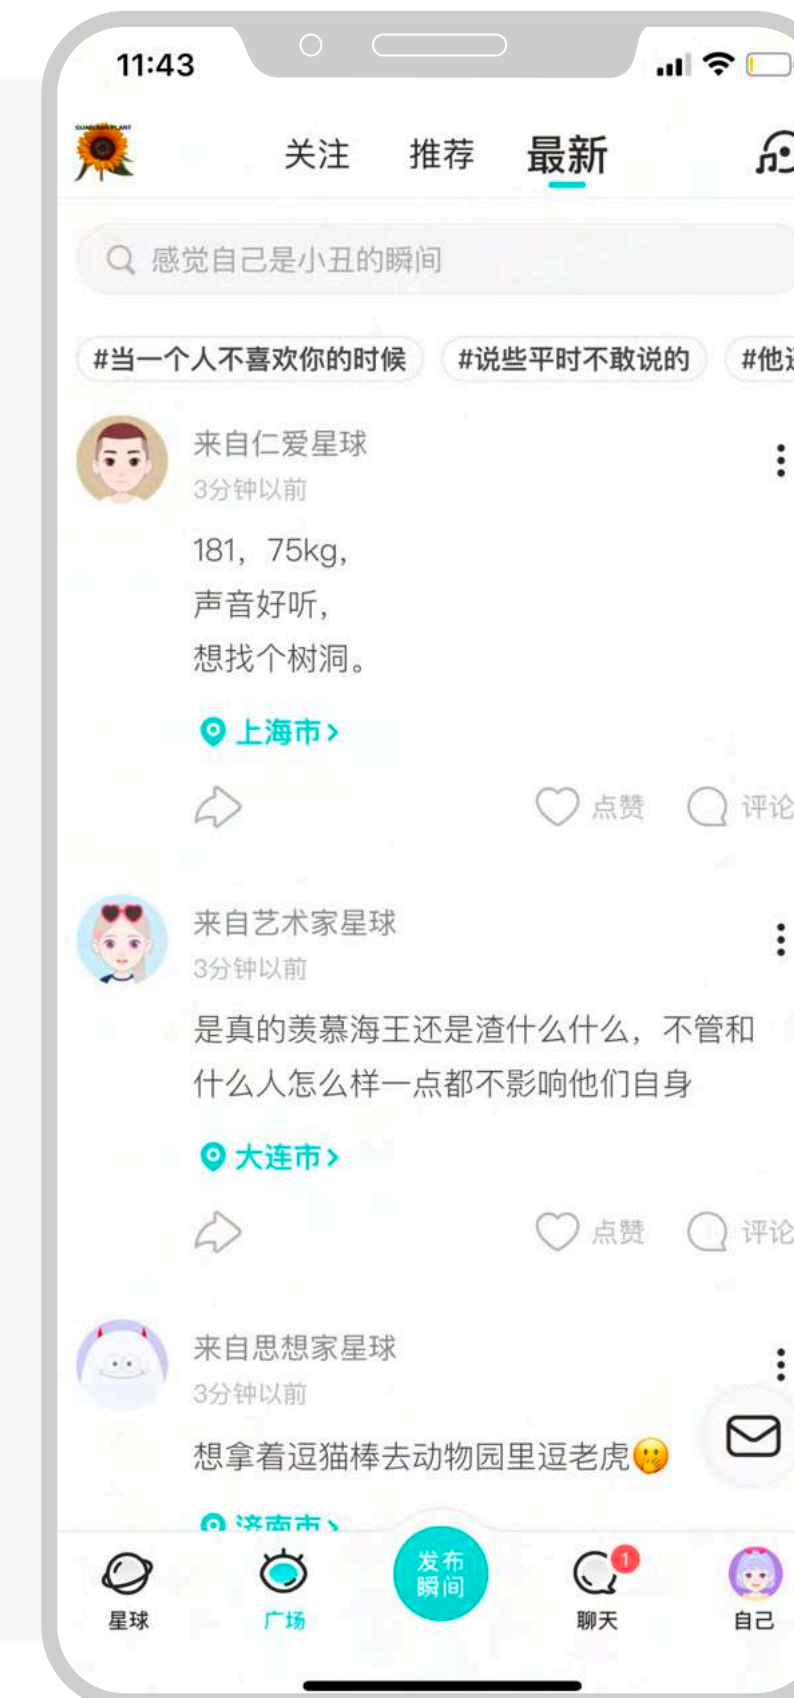 11:43
GUARDIAN PLANT
关注 推荐 最新
感觉自己是小丑的瞬间
#当一个人不喜欢你的时候 #说些平时不敢说的 #他
来自仁爱星球
3分钟以前
181，75kg，
声音好听，
想找个树洞。
上海市
点赞 评论
来自艺术家星球
3分钟以前
是真的羡慕海王还是渣什么什么，不管和
什么人怎么样一点都不影响他们自身
大连市
点赞 评论
来自思想家星球
3分钟以前
想拿着逗猫棒去动物园里逗老虎🤭
济南市
发布
瞬间
1
星球 广场 聊天 自己